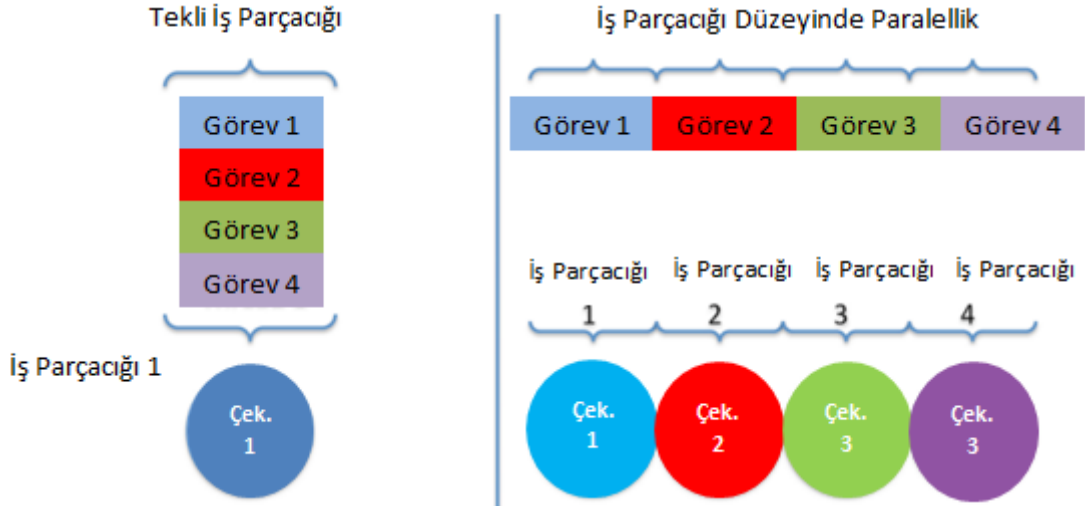 Tekli İş Parçacığı
Görev 1
Görev 2
Görev 3
Görev 4
İş Parçacığı 1
Çek.
1
İş Parçacığı Düzeyinde Paralellik
Görev 1 Görev 2 Görev 3 Görev 4
İş Parçacığı İş Parçacığı İş Parçacığı İş Parçacığı
1 2 3 4
Çek. Çek. Çek. Çek.
1 2 3 3